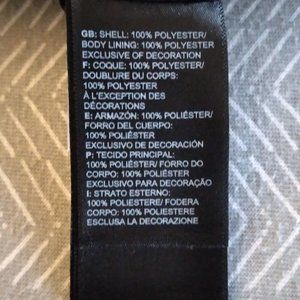 GB: SHELL: 100% POLYESTER/
BODY LINING: 100% POLYESTER
EXCLUSIVE OF DECORATION
F: COQUE: 100% POLYESTER/
DOUBLURE DU CORPS:
100% POLYESTER
À L'EXCEPTION DES
DÉCORATIONS
E: ARMAZÓN: 100% POLIÉSTER/
FORRO DEL CUERPO:
100% POLIÉSTER
EXCLUSIVO DE DECORACIÓN
P: TECIDO PRINCIPAL:
100% POLIÉSTER/ FORRO DO
CORPO: 100% POLIÉSTER
EXCLUSIVO PARA DECORAÇÃO
I: STRATO ESTERNO:
100% POLIESTERE/ FODERA
CORPO: 100% POLIESTERE
ESCLUSA LA DECORAZIONE